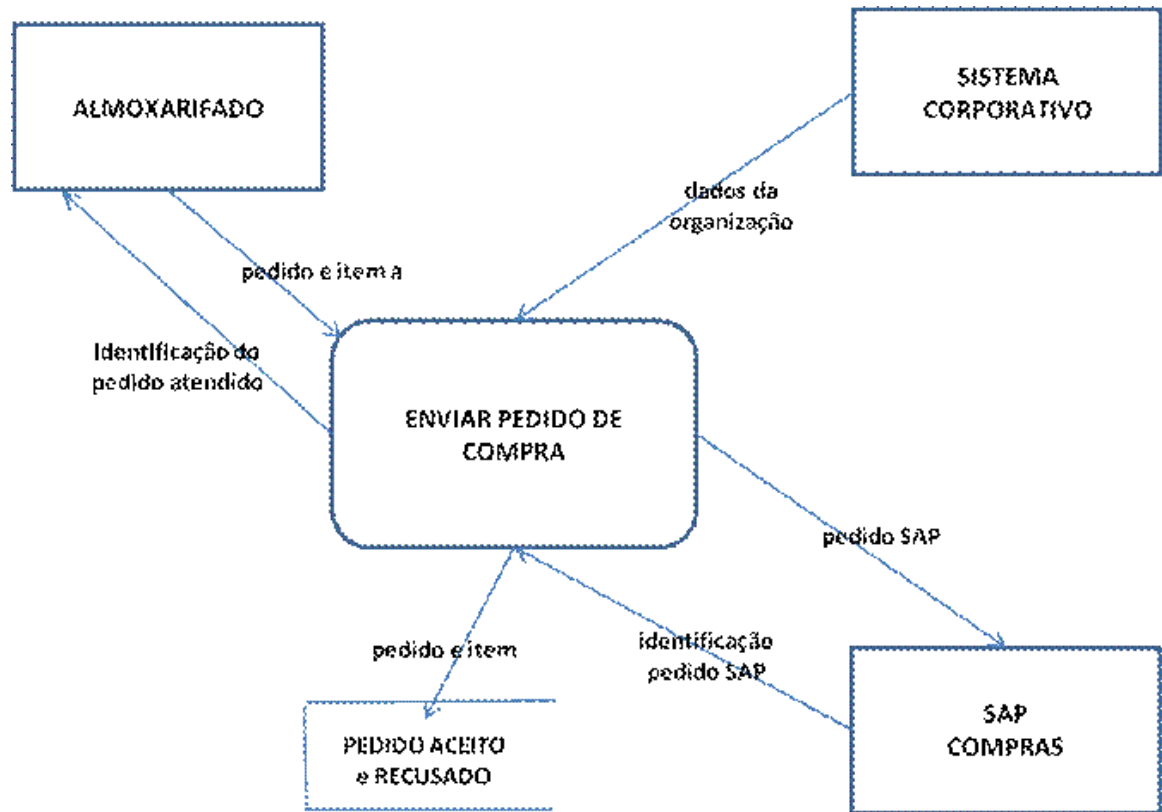 ALMOXARIFADO
SISTEMA
CORPORATIVO
dados da
organização
pedido e item a
identificação do
pedido atendido
ENVIAR PEDIDO DE
COMPRA
pedido SAP
pedido e item
identificação
pedido SAP
PEDIDO ACEITO
e RECUSADO
SAP
COMPRAS